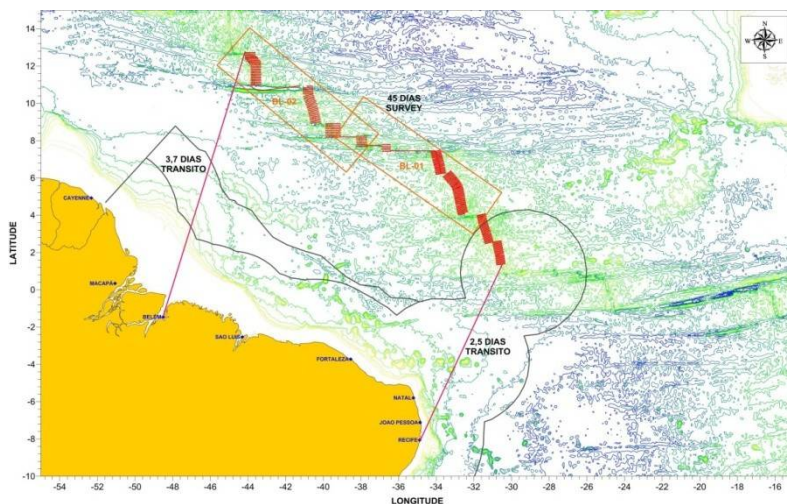 N
W E
S
14
12
10
8
6
4
2
0
-2
-4
-6
-8
-10
LATITUDE
45 DIAS
SURVEY
BL-02
BL-01
3,7 DIAS
TRANSITO
CAYENNE
MACAPÁ
BELEM
SAO LUIS
FORTALEZA
2,5 DIAS
TRANSITO
NATAL
JOAO PESSOA
RECIFE
-54 -52 -50 -48 -46 -44 -42 -40 -38 -36 -34 -32 -30 -28 -26 -24 -22 -20 -18 -16
LONGITUDE